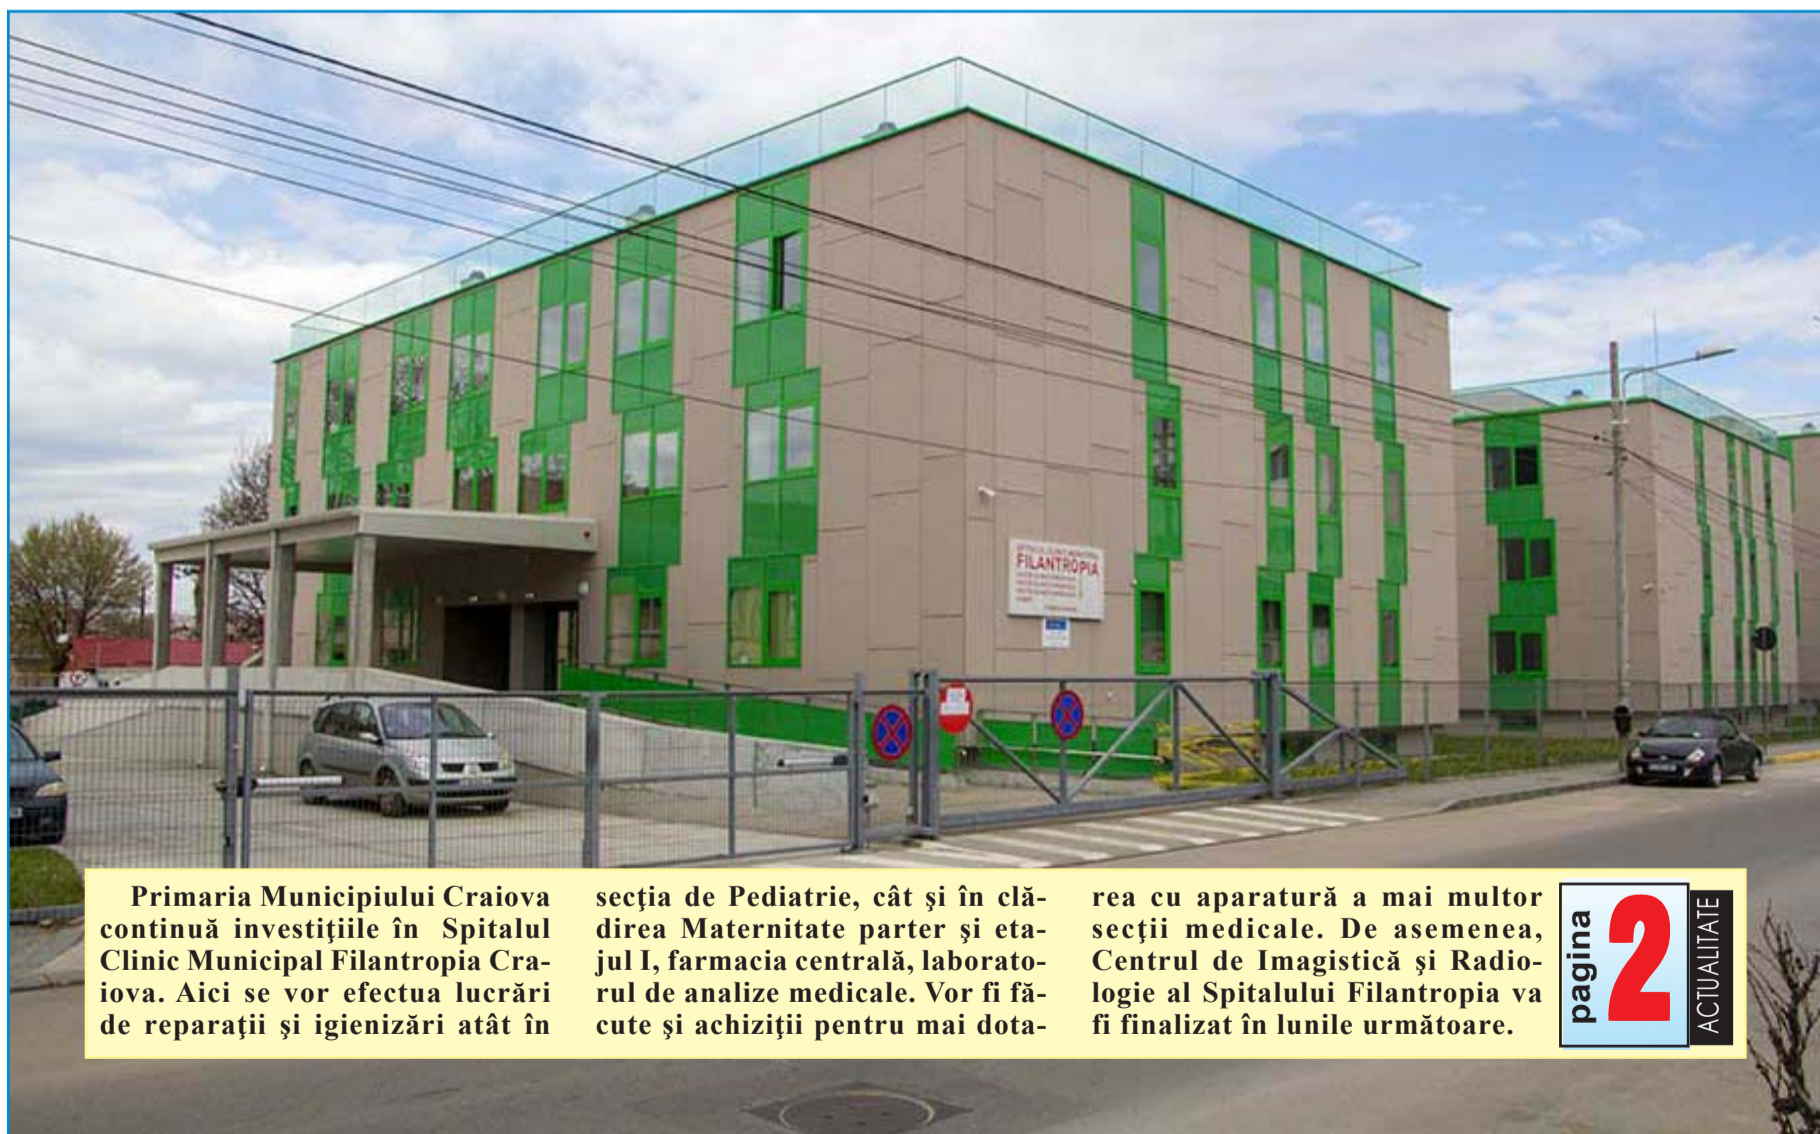 SPITALUL CLINIC MUNICIPAL
FILANTROPIA
Primaria Municipiului Craiova
continuă investiţiile în Spitalul
Clinic Municipal Filantropia Cra-
iova. Aici se vor efectua lucrări
de reparaţii şi igienizări atât în
secţia de Pediatrie, cât şi în clă-
direa Maternitate parter şi eta-
jul I, farmacia centrală, laborato-
rul de analize medicale. Vor fi fă-
cute şi achiziţii pentru mai dota-
rea cu aparatură a mai multor
secţii medicale. De asemenea,
Centrul de Imagistică şi Radio-
logie al Spitalului Filantropia va
fi finalizat în lunile următoare.
pagina
2
ACTUALITATE